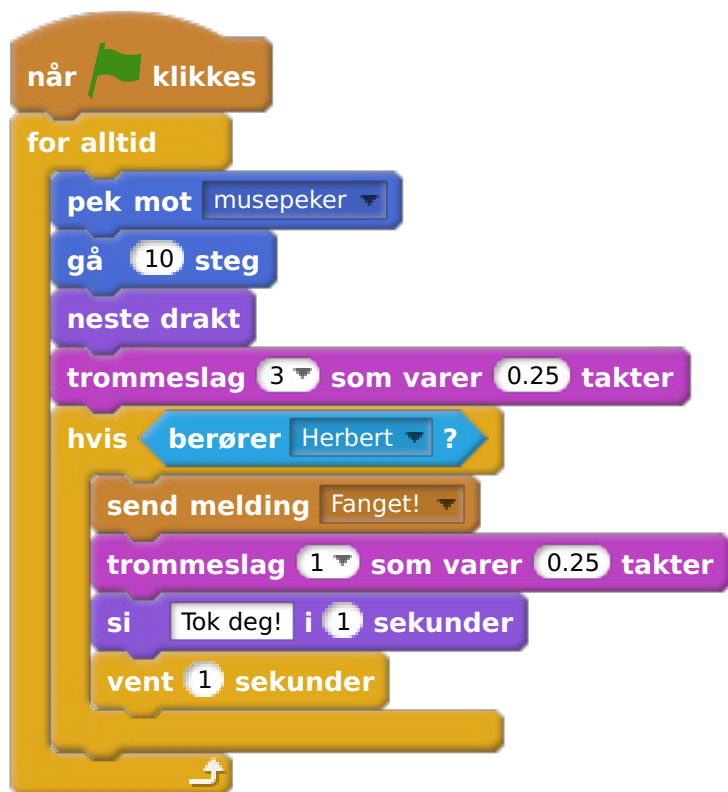 når klikkes
for alltid
pek mot musepeker
gå 10 steg
neste drakt
trommeslag 3 som varer 0.25 takter
hvis berører Herbert ?
send melding Fanget!
trommeslag 1 som varer 0.25 takter
si Tok deg! i 1 sekunder
vent 1 sekunder